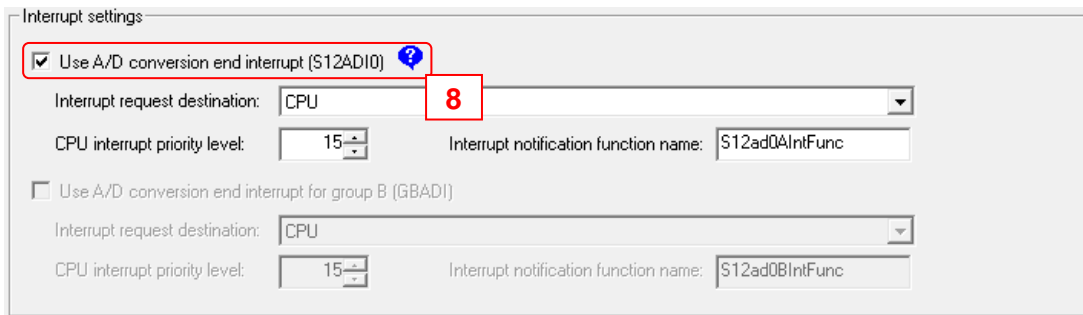 Interrupt settings
Use A/D conversion end interrupt (S12ADI0) ?
8
Interrupt request destination: CPU
CPU interrupt priority level: 15 Interrupt notification function name: S12ad0AIntFunc
Use A/D conversion end interrupt for group B (GBADI)
Interrupt request destination: CPU
CPU interrupt priority level: 15 Interrupt notification function name: S12ad0BIntFunc